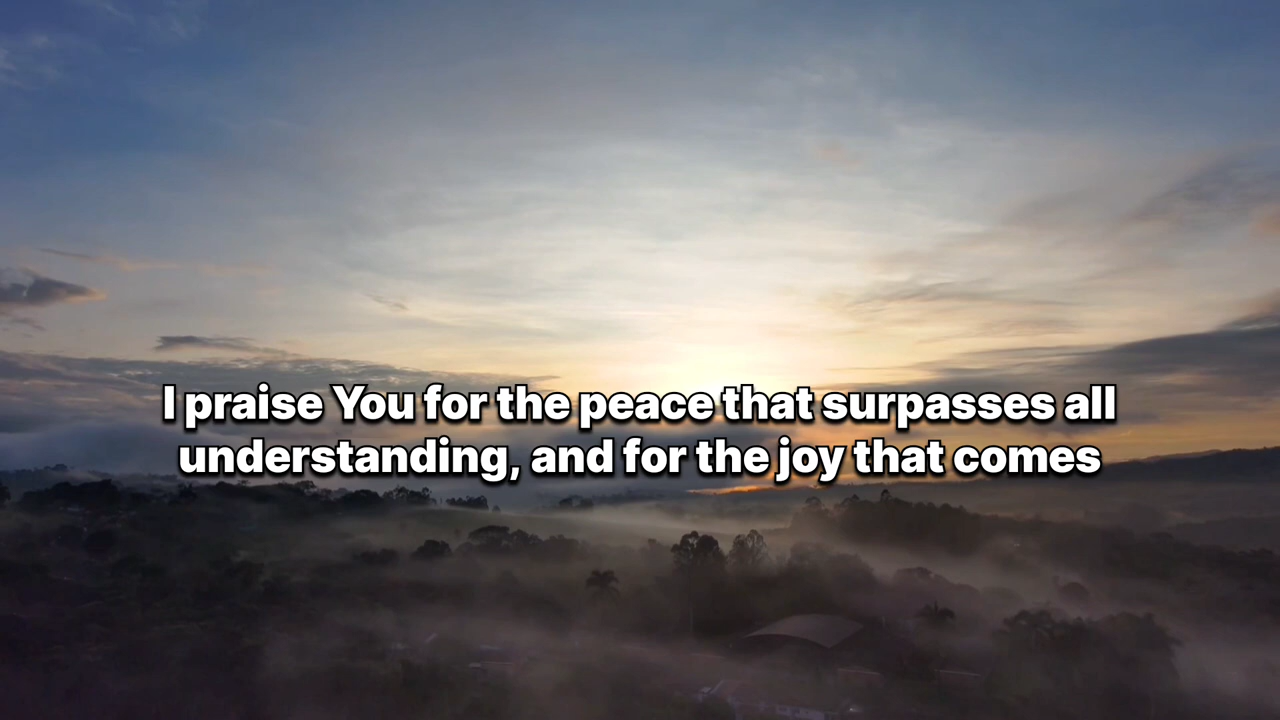 I praise You for the peace that surpasses all
understanding, and for the joy that comes